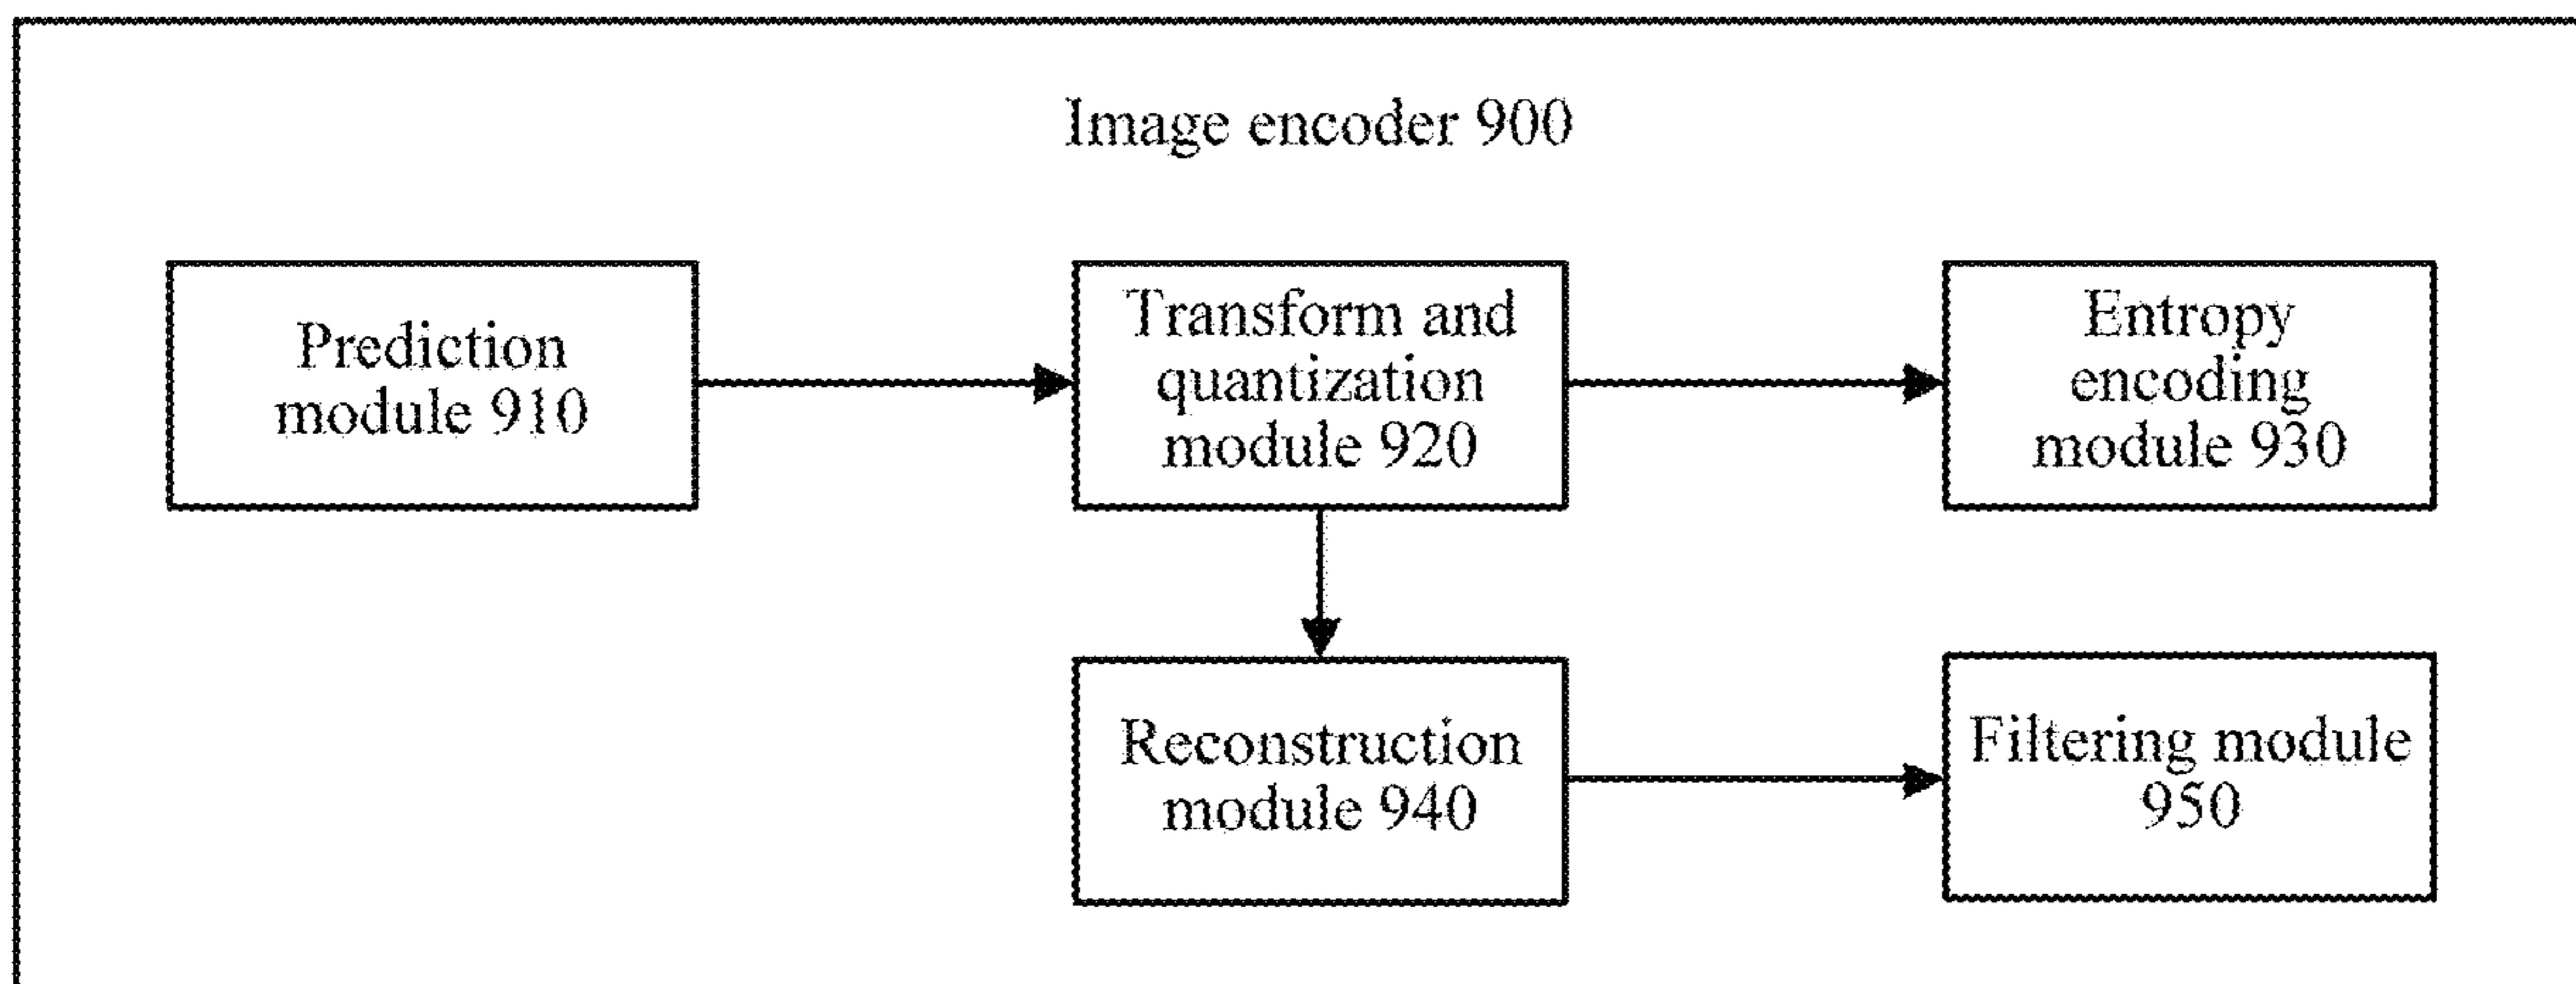 Image encoder 900
Prediction
module 910
Transform and
quantization
module 920
Entropy
encoding
module 930
Reconstruction
module 940
Filtering module
950